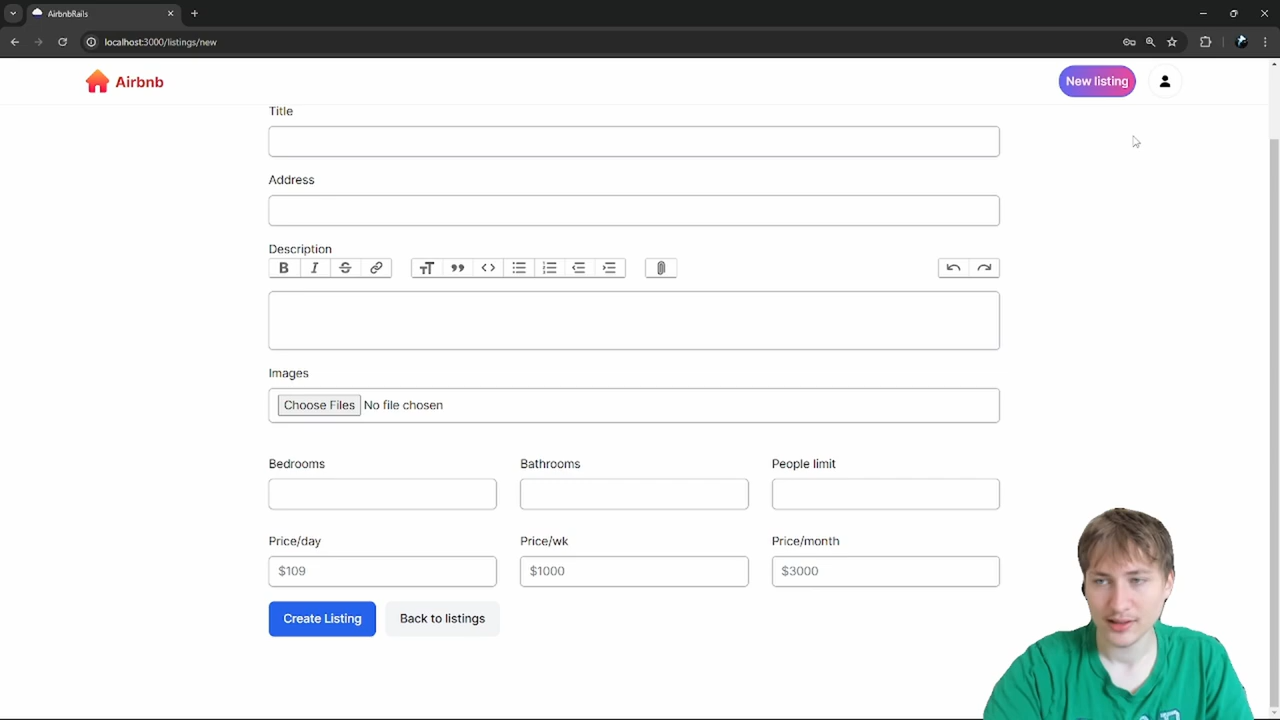 AirbnbRails
localhost:3000/listings/new
Airbnb
New listing
Title
Address
Description
Images
Choose Files No file chosen
Bedrooms Bathrooms People limit
Price/day Price/wk Price/month
$109 $1000 $3000
Create Listing Back to listings